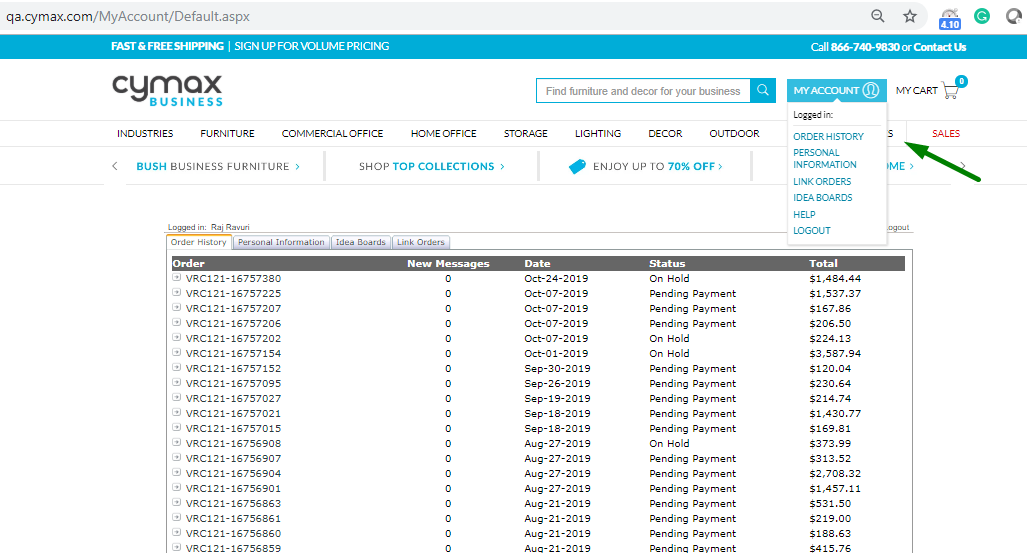 qa.cymax.com/MyAccount/Default.aspx
4.10
FAST & FREE SHIPPING | SIGN UP FOR VOLUME PRICING
Call 866-740-9830 or Contact Us
cymax
BUSINESS
Find furniture and decor for your business
MY ACCOUNT
MY CART
0
Logged in:
ORDER HISTORY
PERSONAL
INFORMATION
LINK ORDERS
IDEA BOARDS
HELP
LOGOUT
INDUSTRIES FURNITURE COMMERCIAL OFFICE HOME OFFICE STORAGE LIGHTING DECOR OUTDOOR S SALES
BUSH BUSINESS FURNITURE >
SHOP TOP COLLECTIONS >
ENJOY UP TO 70% OFF >
OME >
Logged in: Raj Ravuri
ogout
Order History Personal Information Idea Boards Link Orders
Order New Messages Date Status Total
VRC121-16757380 0 Oct-24-2019 On Hold $1,484.44
VRC121-16757225 0 Oct-07-2019 Pending Payment $1,537.37
VRC121-16757207 0 Oct-07-2019 Pending Payment $167.86
VRC121-16757206 0 Oct-07-2019 Pending Payment $206.50
VRC121-16757202 0 Oct-07-2019 On Hold $224.13
VRC121-16757154 0 Oct-01-2019 On Hold $3,587.94
VRC121-16757152 0 Sep-30-2019 Pending Payment $120.04
VRC121-16757095 0 Sep-26-2019 Pending Payment $230.64
VRC121-16757027 0 Sep-19-2019 Pending Payment $214.74
VRC121-16757021 0 Sep-18-2019 Pending Payment $1,430.77
VRC121-16757015 0 Sep-18-2019 Pending Payment $169.81
VRC121-16756908 0 Aug-27-2019 On Hold $373.99
VRC121-16756907 0 Aug-27-2019 Pending Payment $313.52
VRC121-16756904 0 Aug-27-2019 Pending Payment $2,708.32
VRC121-16756901 0 Aug-27-2019 Pending Payment $1,457.11
VRC121-16756863 0 Aug-21-2019 Pending Payment $531.50
VRC121-16756861 0 Aug-21-2019 Pending Payment $219.00
VRC121-16756860 0 Aug-21-2019 Pending Payment $188.63
VRC121-16756859 0 Aug-21-2019 Pending Payment $415.76